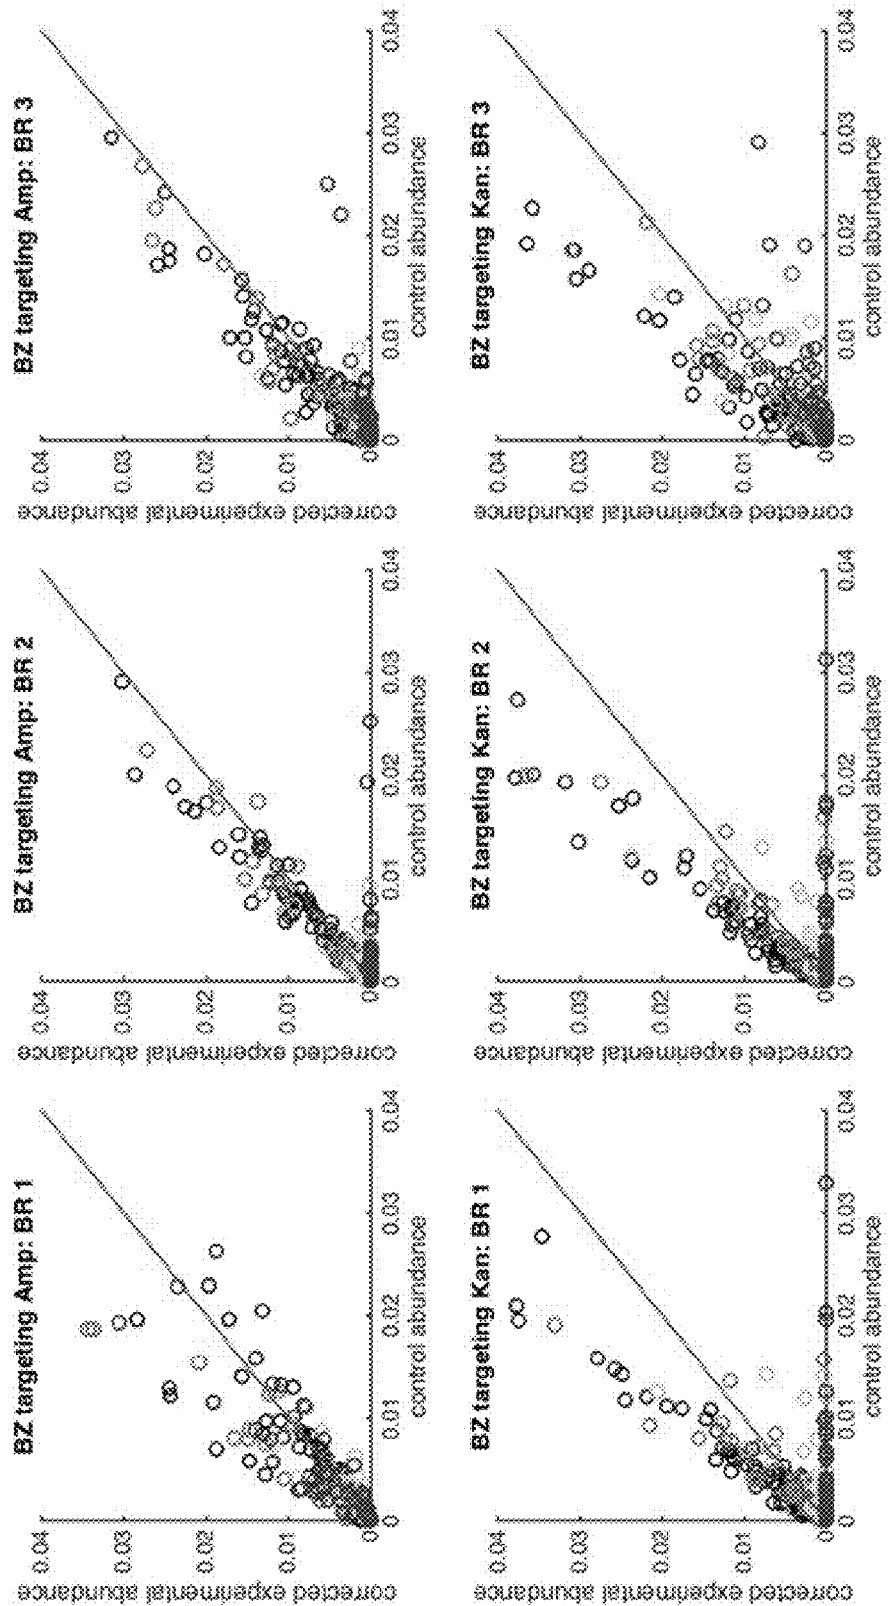 BZ targeting Amp: BR 1
corrected experimental abundance
0.04
0.03
0.02
0.01
0
0 0.01 0.02 0.03 0.04
control abundance
BZ targeting Amp: BR 2
corrected experimental abundance
0.04
0.03
0.02
0.01
0
0 0.01 0.02 0.03 0.04
control abundance
BZ targeting Amp: BR 3
corrected experimental abundance
0.04
0.03
0.02
0.01
0
0 0.01 0.02 0.03 0.04
control abundance
BZ targeting Kan: BR 1
corrected experimental abundance
0.04
0.03
0.02
0.01
0
0 0.01 0.02 0.03 0.04
control abundance
BZ targeting Kan: BR 2
corrected experimental abundance
0.04
0.03
0.02
0.01
0
0 0.01 0.02 0.03 0.04
control abundance
BZ targeting Kan: BR 3
corrected experimental abundance
0.04
0.03
0.02
0.01
0
0 0.01 0.02 0.03 0.04
control abundance